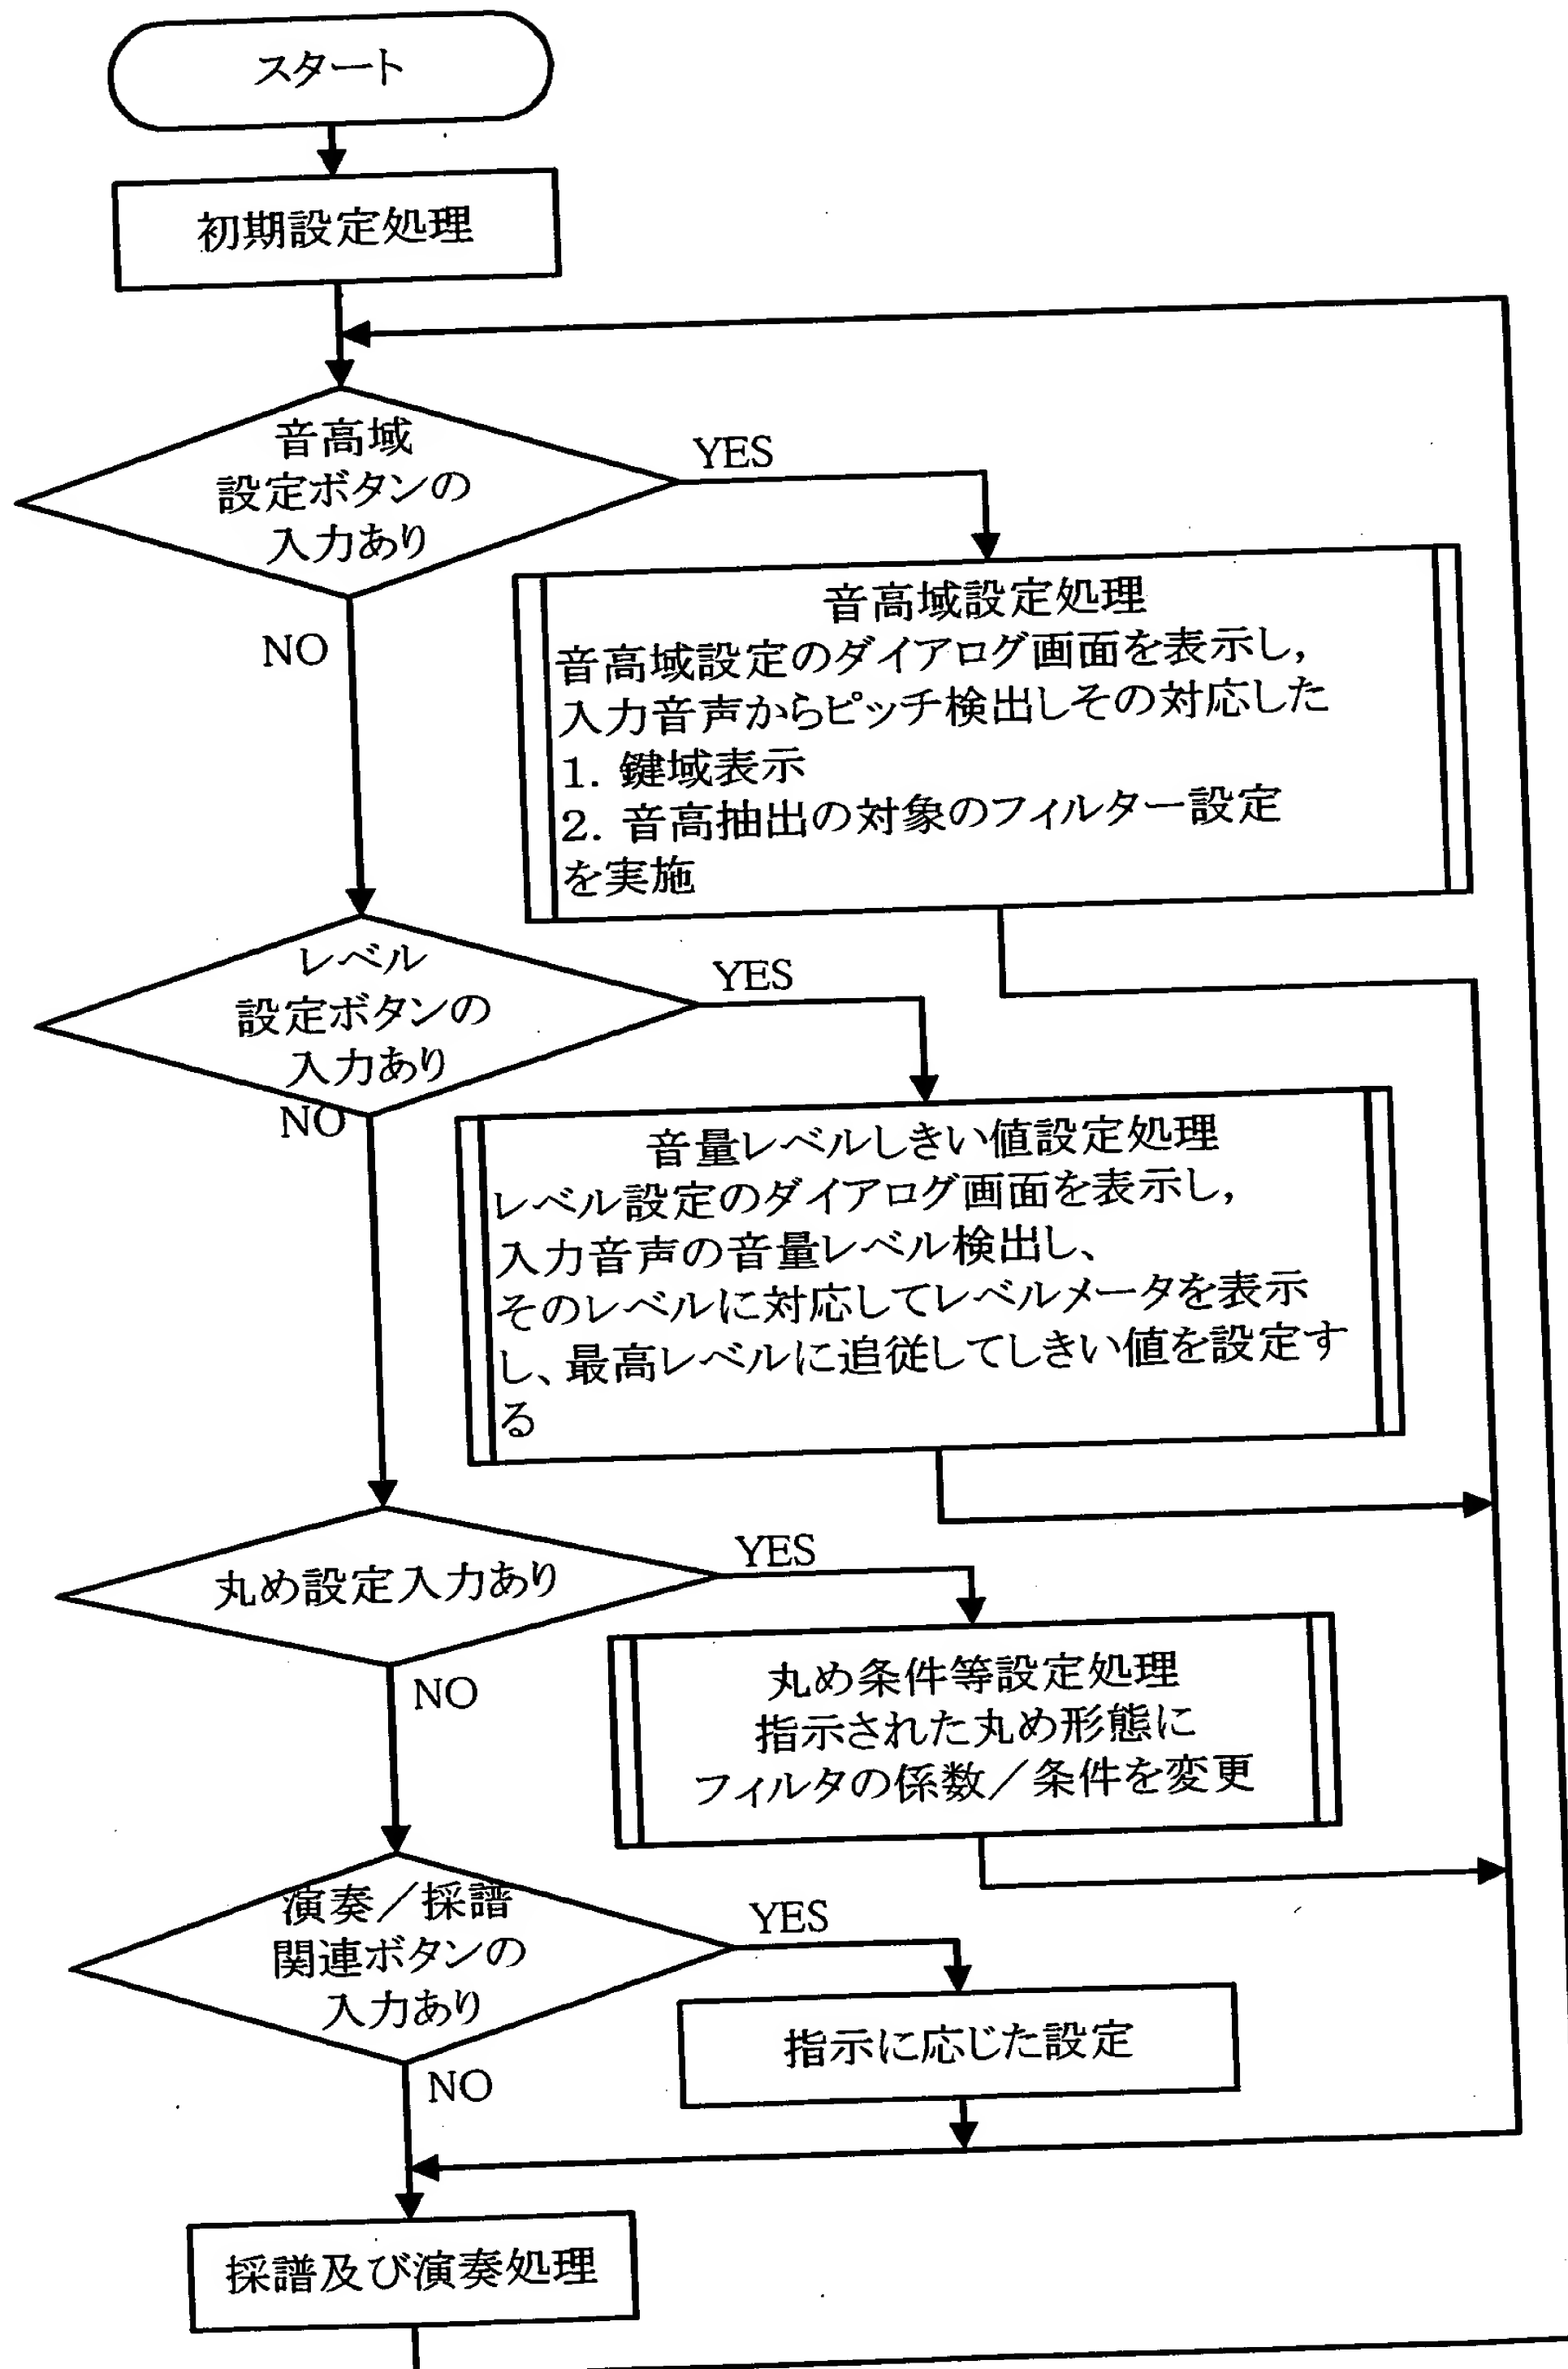 スタート
初期設定処理
音高域
設定ボタンの
入力あり
YES
NO
音高域設定処理
音高域設定のダイアログ画面を表示し,
入力音声からピッチ検出しその対応した
1. 鍵域表示
2. 音高抽出の対象のフィルター設定
を実施
レベル
設定ボタンの
入力あり
YES
NO
音量レベルしきい値設定処理
レベル設定のダイアログ画面を表示し,
入力音声の音量レベル検出し、
そのレベルに対応してレベルメータを表示
し、最高レベルに追従してしきい値を設定す
る
丸め設定入力あり
YES
NO
丸め条件等設定処理
指示された丸め形態に
フィルタの係数／条件を変更
演奏／採譜
関連ボタンの
入力あり
YES
NO
指示に応じた設定
採譜及び演奏処理